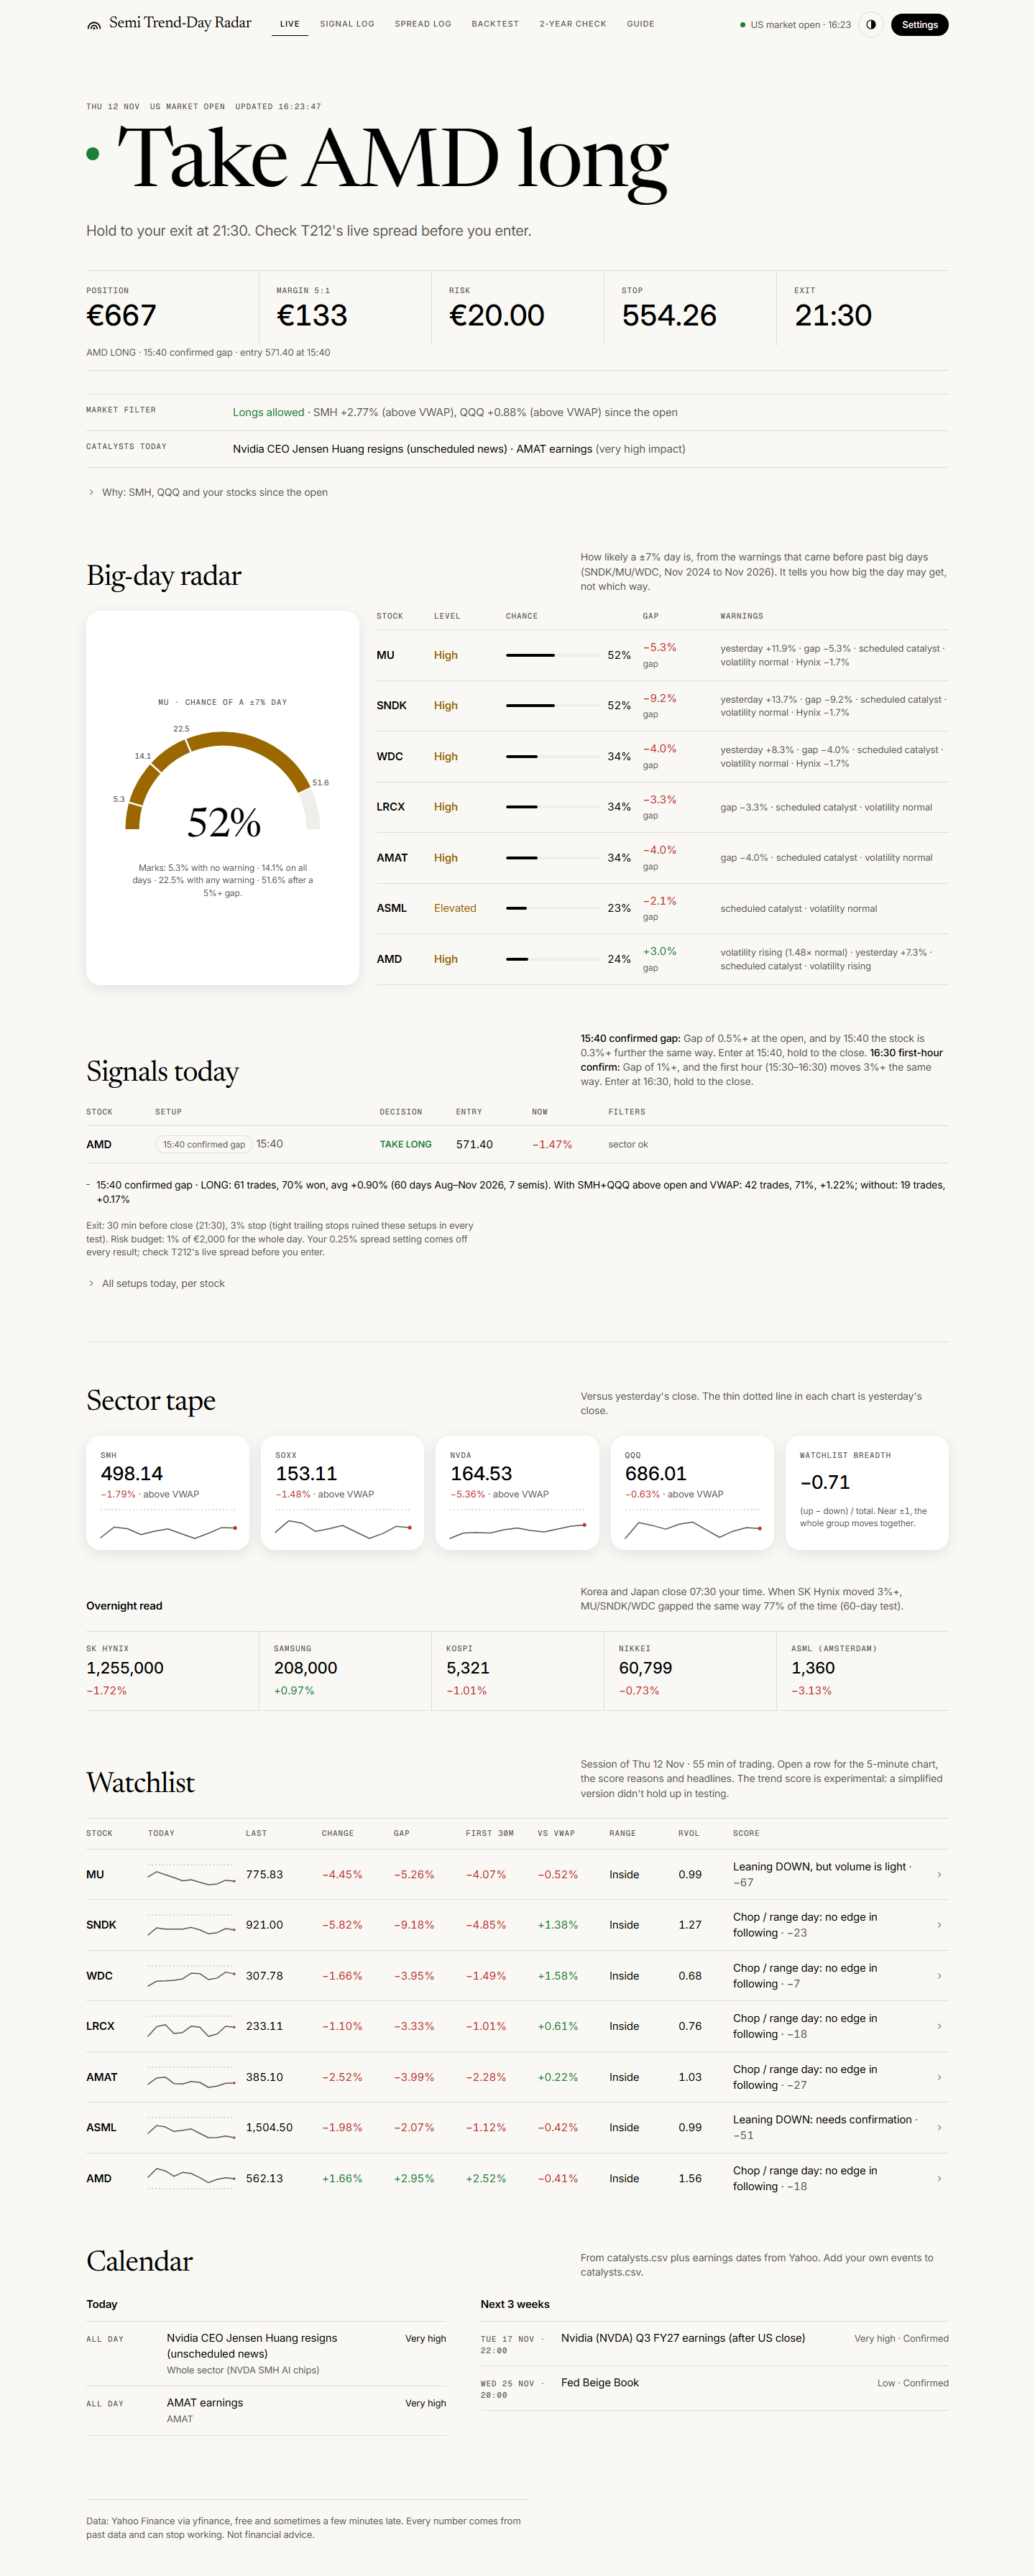 Semi Trend-Day Radar
LIVE
SIGNAL LOG
SPREAD LOG
BACKTEST
2-YEAR CHECK
GUIDE
US market open · 16:23
Settings
THU 12 NOV US MARKET OPEN UPDATED 16:23:47
Take AMD long
Hold to your exit at 21:30. Check T212's live spread before you enter.
POSITION
€667
MARGIN 5:1
€133
RISK
€20.00
STOP
554.26
EXIT
21:30
AMD LONG · 15:40 confirmed gap · entry 571.40 at 15:40
MARKET FILTER
Longs allowed · SMH +2.77% (above VWAP), QQQ +0.88% (above VWAP) since the open
CATALYSTS TODAY
Nvidia CEO Jensen Huang resigns (unscheduled news) · AMAT earnings (very high impact)
Why: SMH, QQQ and your stocks since the open
Big-day radar
How likely a ±7% day is, from the warnings that came before past big days
(SNDK/MU/WDC, Nov 2024 to Nov 2026). It tells you how big the day may get,
not which way.
MU · CHANCE OF A ±7% DAY
5.3
14.1
22.5
51.6
52%
Marks: 5.3% with no warning · 14.1% on all
days · 22.5% with any warning · 51.6% after a
5%+ gap.
STOCK LEVEL CHANCE GAP WARNINGS
MU High 52% −5.3% gap yesterday +11.9% · gap −5.3% · scheduled catalyst ·
volatility normal · Hynix −1.7%
SNDK High 52% −9.2% gap yesterday +13.7% · gap −9.2% · scheduled catalyst ·
volatility normal · Hynix −1.7%
WDC High 34% −4.0% gap yesterday +8.3% · gap −4.0% · scheduled catalyst ·
volatility normal · Hynix −1.7%
LRCX High 34% −3.3% gap gap −3.3% · scheduled catalyst · volatility normal
AMAT High 34% −4.0% gap gap −4.0% · scheduled catalyst · volatility normal
ASML Elevated 23% −2.1% gap scheduled catalyst · volatility normal
AMD High 24% +3.0% gap volatility rising (1.48× normal) · yesterday +7.3% ·
scheduled catalyst · volatility rising
Signals today
15:40 confirmed gap: Gap of 0.5%+ at the open, and by 15:40 the stock is
0.3%+ further the same way. Enter at 15:40, hold to the close. 16:30 first-hour
confirm: Gap of 1%+, and the first hour (15:30–16:30) moves 3%+ the same
way. Enter at 16:30, hold to the close.
STOCK SETUP DECISION ENTRY NOW FILTERS
AMD 15:40 confirmed gap 15:40 TAKE LONG 571.40 −1.47% sector ok
– 15:40 confirmed gap · LONG: 61 trades, 70% won, avg +0.90% (60 days Aug–Nov 2026, 7 semis). With SMH+QQQ above open and VWAP: 42 trades, 71%, +1.22%; without: 19 trades,
+0.17%
Exit: 30 min before close (21:30), 3% stop (tight trailing stops ruined these setups in every
test). Risk budget: 1% of €2,000 for the whole day. Your 0.25% spread setting comes off
every result; check T212's live spread before you enter.
All setups today, per stock
Sector tape
Versus yesterday's close. The thin dotted line in each chart is yesterday's
close.
SMH
498.14
−1.79% · above VWAP
SOXX
153.11
−1.48% · above VWAP
NVDA
164.53
−5.36% · above VWAP
QQQ
686.01
−0.63% · above VWAP
WATCHLIST BREADTH
−0.71
(up − down) / total. Near ±1, the
whole group moves together.
Overnight read
Korea and Japan close 07:30 your time. When SK Hynix moved 3%+,
MU/SNDK/WDC gapped the same way 77% of the time (60-day test).
SK HYNIX
1,255,000
−1.72%
SAMSUNG
208,000
+0.97%
KOSPI
5,321
−1.01%
NIKKEI
60,799
−0.73%
ASML (AMSTERDAM)
1,360
−3.13%
Watchlist
Session of Thu 12 Nov · 55 min of trading. Open a row for the 5-minute chart,
the score reasons and headlines. The trend score is experimental: a simplified
version didn't hold up in testing.
STOCK TODAY LAST CHANGE GAP FIRST 30M VS VWAP RANGE RVOL SCORE
MU 775.83 −4.45% −5.26% −4.07% −0.52% Inside 0.99 Leaning DOWN, but volume is light ·
−67
SNDK 921.00 −5.82% −9.18% −4.85% +1.38% Inside 1.27 Chop / range day: no edge in
following · −23
WDC 307.78 −1.66% −3.95% −1.49% +1.58% Inside 0.68 Chop / range day: no edge in
following · −7
LRCX 233.11 −1.10% −3.33% −1.01% +0.61% Inside 0.76 Chop / range day: no edge in
following · −18
AMAT 385.10 −2.52% −3.99% −2.28% +0.22% Inside 1.03 Chop / range day: no edge in
following · −27
ASML 1,504.50 −1.98% −2.07% −1.12% −0.42% Inside 0.99 Leaning DOWN: needs confirmation ·
−51
AMD 562.13 +1.66% +2.95% +2.52% −0.41% Inside 1.56 Chop / range day: no edge in
following · −18
Calendar
From catalysts.csv plus earnings dates from Yahoo. Add your own events to
catalysts.csv.
Today
ALL DAY Nvidia CEO Jensen Huang resigns Very high
(unscheduled news)
Whole sector (NVDA SMH AI chips)
ALL DAY AMAT earnings Very high
AMAT
Next 3 weeks
TUE 17 NOV · Nvidia (NVDA) Q3 FY27 earnings (after US close) Very high · Confirmed
22:00
WED 25 NOV · Fed Beige Book Low · Confirmed
20:00
Data: Yahoo Finance via yfinance, free and sometimes a few minutes late. Every number comes from
past data and can stop working. Not financial advice.